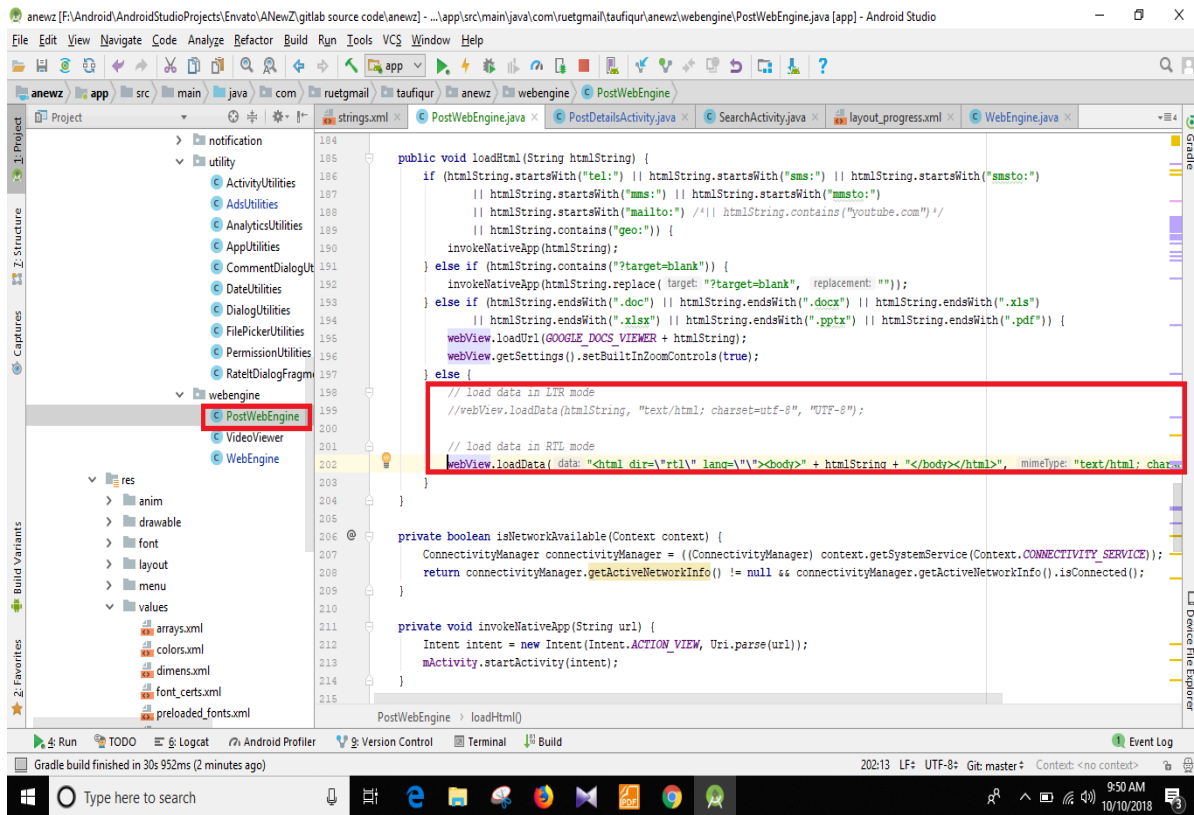 anewz [F:\Android\AndroidStudioProjects\Envato\ANewZ\gitlab source code\anewz] - ...\app\src\main\java\com\ruetgmail\taufiqur\anewz\webengine\PostWebEngine.java [app] - Android Studio
File Edit View Navigate Code Analyze Refactor Build Run Tools VCS Window Help
app
anewz app src main java com ruetgmail taufiqur anewz webengine PostWebEngine
Project
strings.xml PostWebEngine.java PostDetailsActivity.java SearchActivity.java layout_progress.xml WebEngine.java
1: Project
Z: Structure
Captures
Build Variants
2: Favorites
notification
utility
ActivityUtilities
AdsUtilities
AnalyticsUtilities
AppUtilities
CommentDialogUt
DateUtilities
DialogUtilities
FilePickerUtilities
PermissionUtilities
RateItDialogFragm
webengine
PostWebEngine
VideoViewer
WebEngine
res
anim
drawable
font
layout
menu
values
arrays.xml
colors.xml
dimens.xml
font_certs.xml
preloaded_fonts.xml
184
185 public void loadHtml(String htmlString) {
186 if (htmlString.startsWith("tel:") || htmlString.startsWith("sms:") || htmlString.startsWith("smsto:")
187 || htmlString.startsWith("mms:") || htmlString.startsWith("mmsto:")
188 || htmlString.startsWith("mailto:") /*|| htmlString.contains("youtube.com")*/
189 || htmlString.contains("geo:")) {
190 invokeNativeApp(htmlString);
191 } else if (htmlString.contains("?target=blank")) {
192 invokeNativeApp(htmlString.replace( target: "?target=blank", replacement: ""));
193 } else if (htmlString.endsWith(".doc") || htmlString.endsWith(".docx") || htmlString.endsWith(".xls")
194 || htmlString.endsWith(".xlsx") || htmlString.endsWith(".pptx") || htmlString.endsWith(".pdf")) {
195 webView.loadUrl(GOOGLE_DOCS_VIEWER + htmlString);
196 webView.getSettings().setBuiltInZoomControls(true);
197 } else {
198 // load data in LTR mode
199 //webView.loadData(htmlString, "text/html; charset=utf-8", "UTF-8");
200
201 // load data in RTL mode
202 webView.loadData( data: "<html dir=\"rtl\" lang=\"\"><body>" + htmlString + "</body></html>", mimeType: "text/html; charse
203 }
204 }
205
206 @ private boolean isNetworkAvailable(Context context) {
207 ConnectivityManager connectivityManager = ((ConnectivityManager) context.getSystemService(Context.CONNECTIVITY_SERVICE));
208 return connectivityManager.getActiveNetworkInfo() != null && connectivityManager.getActiveNetworkInfo().isConnected();
209 }
210
211 private void invokeNativeApp(String url) {
212 Intent intent = new Intent(Intent.ACTION_VIEW, Uri.parse(url));
213 mActivity.startActivity(intent);
214 }
215
Gradle
Device File Explorer
PostWebEngine > loadHtml()
4: Run TODO 6: Logcat Android Profiler 9: Version Control Terminal Build 1 Event Log
Gradle build finished in 30s 952ms (2 minutes ago) 202:13 LF÷ UTF-8÷ Git: master÷ Context: <no context>
Type here to search
9:50 AM
10/10/2018
3